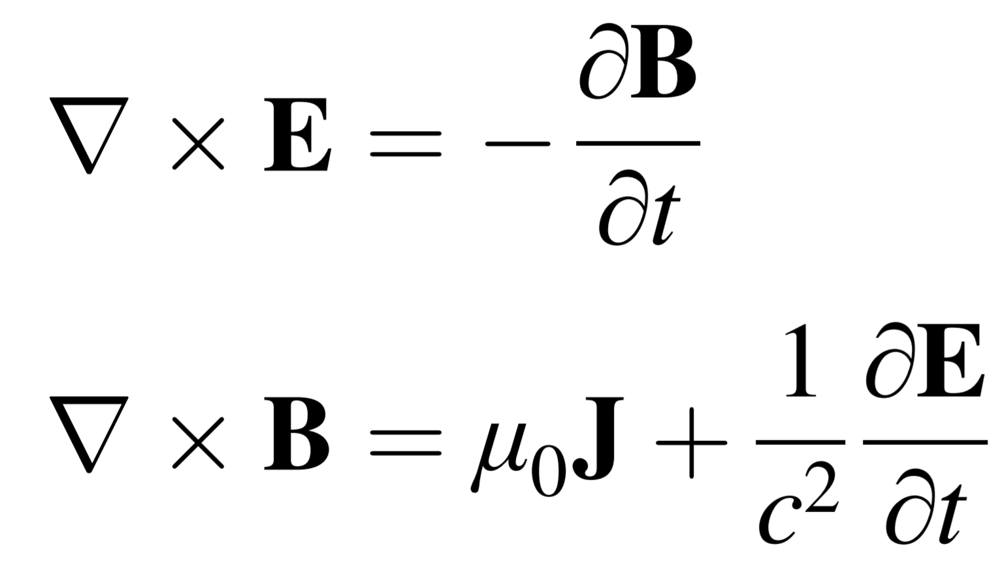 ∇ × 𝐄 = −∂𝐁/∂𝑡
∇ × 𝐁 = μ₀𝐉 + 1/𝑐² ∂𝐄/∂𝑡